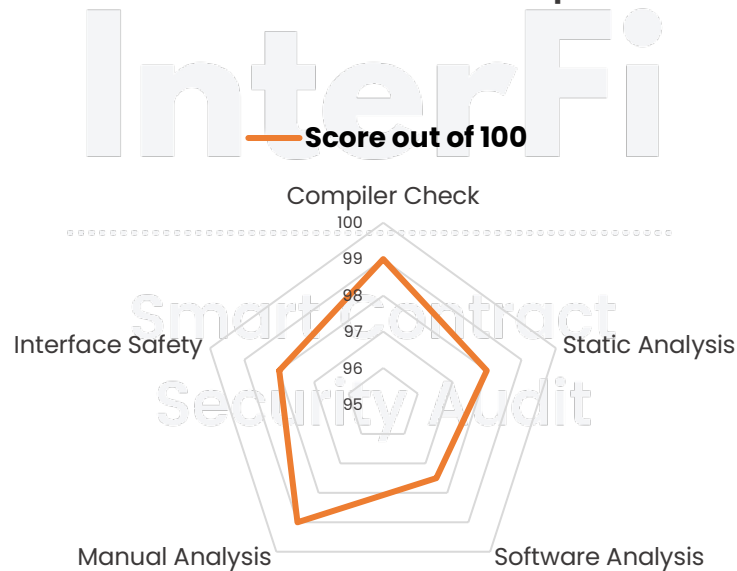 InterFi
Score out of 100
Compiler Check
100
99
98
97
96
95
Smart Contract
Security Audit
Interface Safety
Static Analysis
Manual Analysis
Software Analysis